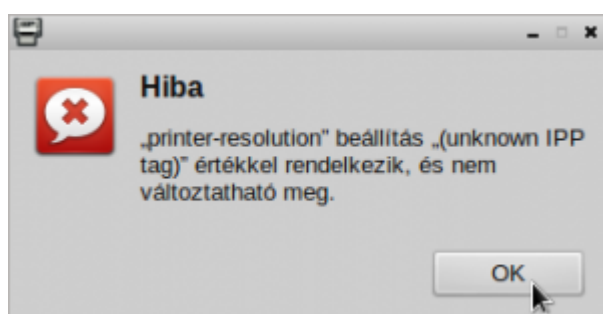 Hiba
„printer-resolution” beállítás „(unknown IPP
tag)” értékkel rendelkezik, és nem
változtatható meg.
OK